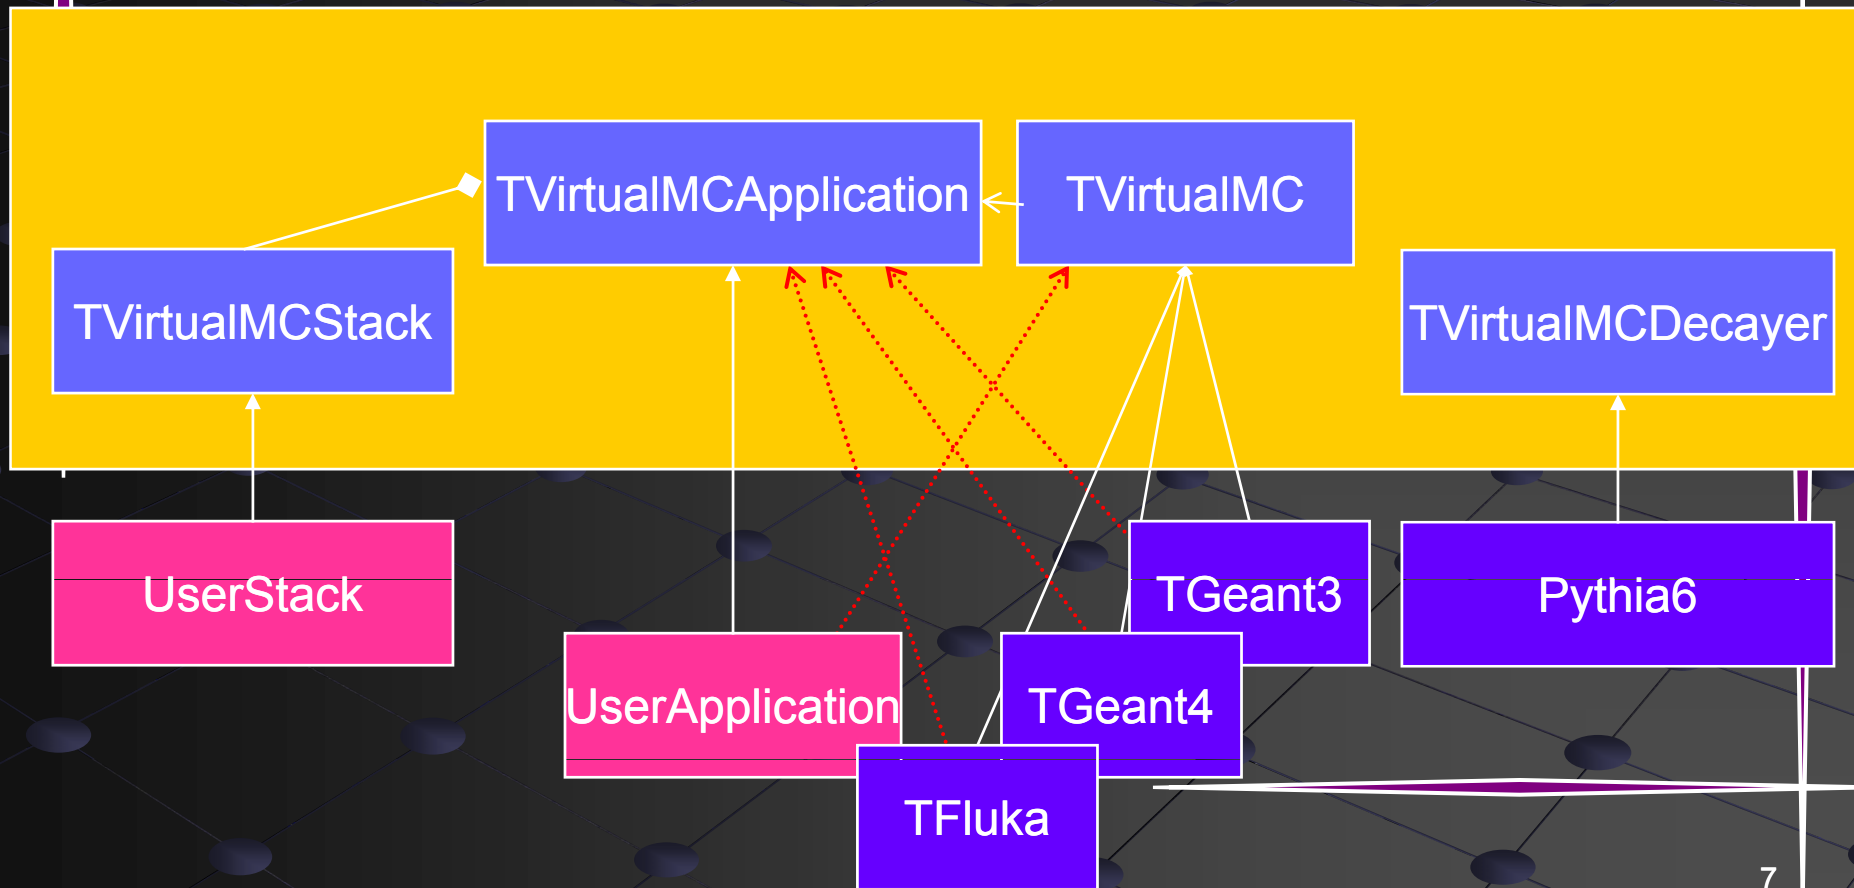 TVirtualMCApplication
TVirtualMC
TVirtualMCStack
TVirtualMCDecayer
UserStack
TGeant3
Pythia6
UserApplication
TGeant4
TFluka
7